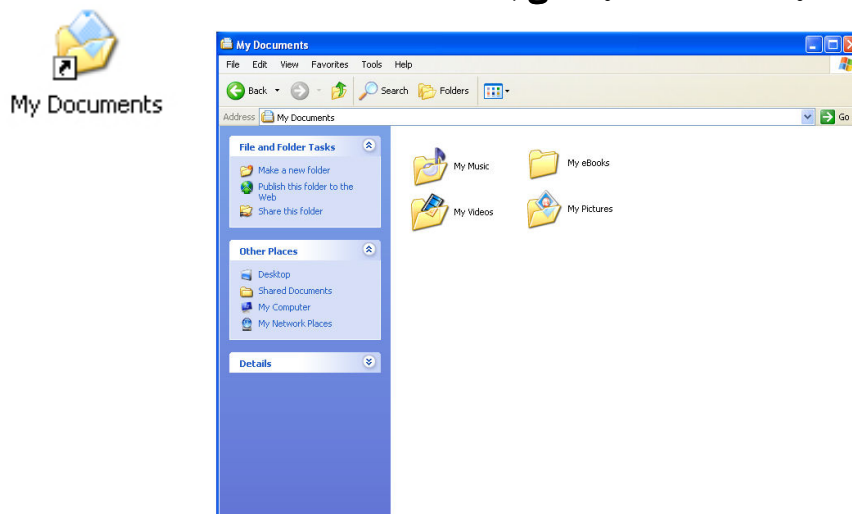 My Documents
My Documents
File Edit View Favorites Tools Help
Back Search Folders
Address My Documents Go
File and Folder Tasks
Make a new folder
Publish this folder to the
Web
Share this folder
Other Places
Desktop
Shared Documents
My Computer
My Network Places
Details
My Music My eBooks
My Videos My Pictures